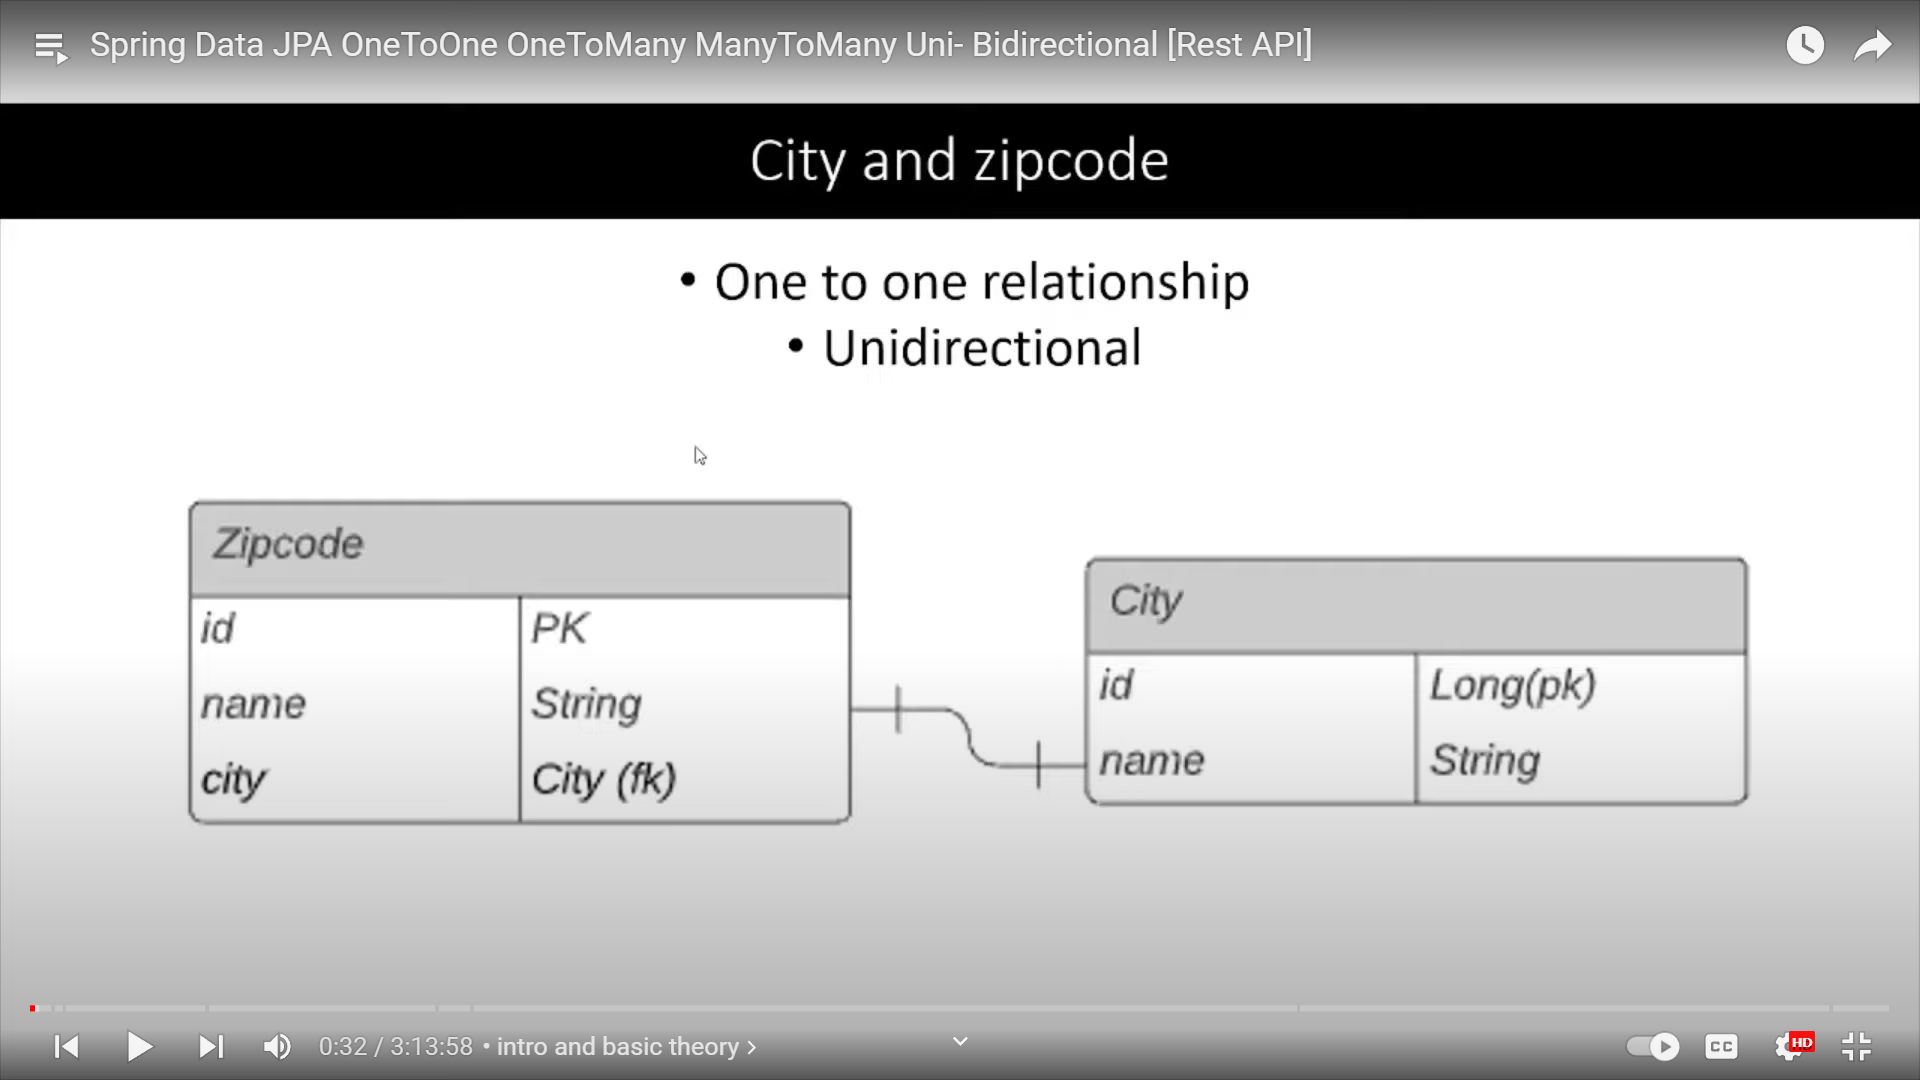 Spring Data JPA OneToOne OneToMany ManyToMany Uni- Bidirectional [Rest API]
City and zipcode
• One to one relationship
• Unidirectional
Zipcode
id PK
name String
city City (fk)
City
id Long(pk)
name String
0:32 / 3:13:58 • intro and basic theory >
CC
HD